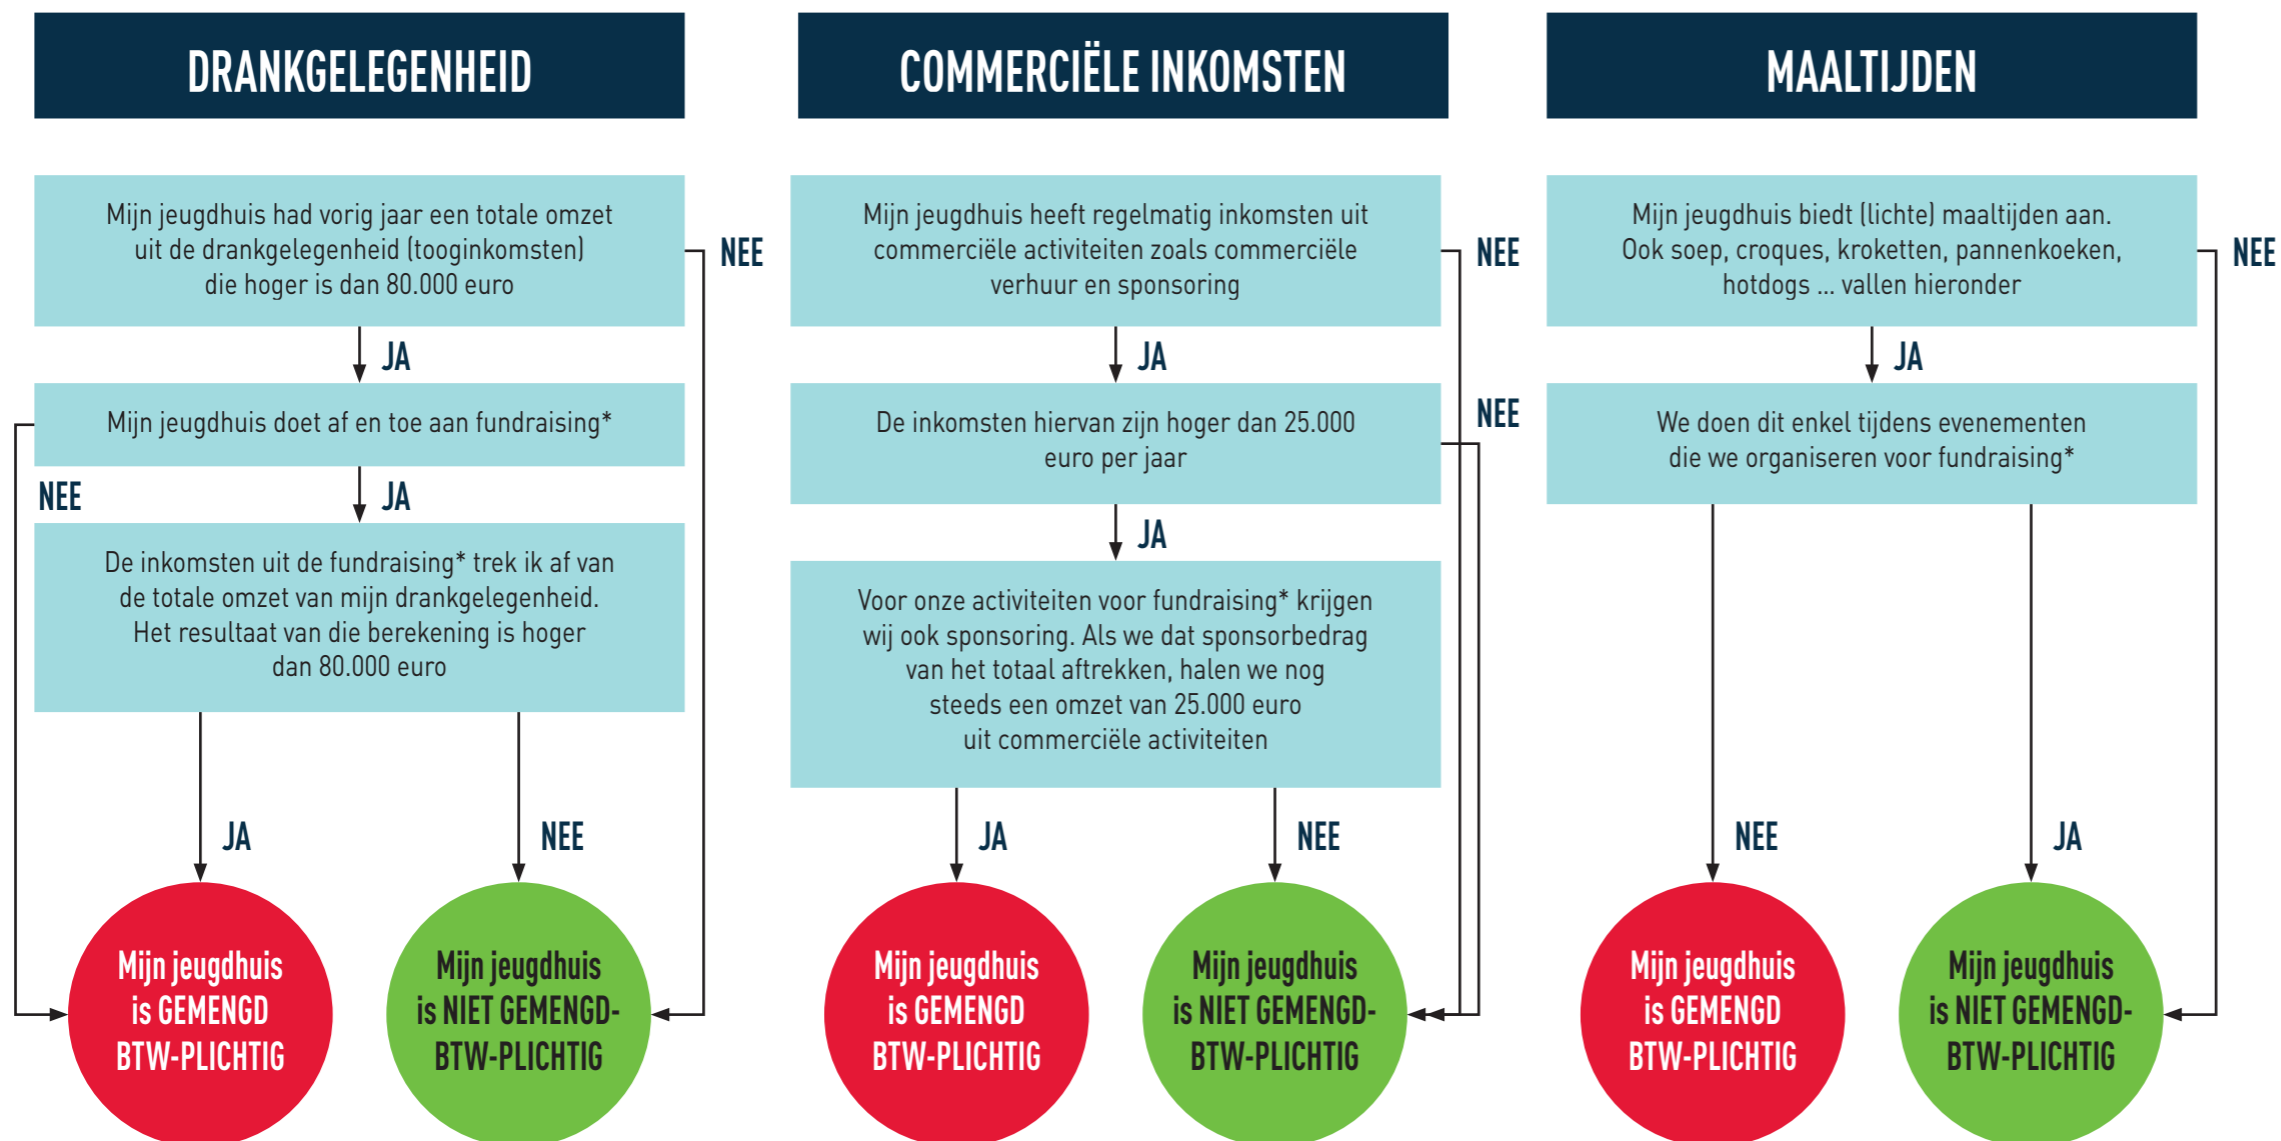 DRANKGELEGENHEID
Mijn jeugdhuis had vorig jaar een totale omzet
uit de drankgelegenheid (tooginkomsten)
die hoger is dan 80.000 euro
NEE
JA
Mijn jeugdhuis doet af en toe aan fundraising*
NEE
JA
De inkomsten uit de fundraising* trek ik af van
de totale omzet van mijn drankgelegenheid.
Het resultaat van die berekening is hoger
dan 80.000 euro
JA
NEE
Mijn jeugdhuis
is GEMENGD
BTW-PLICHTIG
Mijn jeugdhuis
is NIET GEMENGD-
BTW-PLICHTIG
COMMERCIËLE INKOMSTEN
Mijn jeugdhuis heeft regelmatig inkomsten uit
commerciële activiteiten zoals commerciële
verhuur en sponsoring
NEE
JA
De inkomsten hiervan zijn hoger dan 25.000
euro per jaar
NEE
JA
Voor onze activiteiten voor fundraising* krijgen
wij ook sponsoring. Als we dat sponsorbedrag
van het totaal aftrekken, halen we nog
steeds een omzet van 25.000 euro
uit commerciële activiteiten
JA
NEE
Mijn jeugdhuis
is GEMENGD
BTW-PLICHTIG
Mijn jeugdhuis
is NIET GEMENGD-
BTW-PLICHTIG
MAALTIJDEN
Mijn jeugdhuis biedt (lichte) maaltijden aan.
Ook soep, croques, kroketten, pannenkoeken,
hotdogs ... vallen hieronder
NEE
JA
We doen dit enkel tijdens evenementen
die we organiseren voor fundraising*
NEE
JA
Mijn jeugdhuis
is GEMENGD
BTW-PLICHTIG
Mijn jeugdhuis
is NIET GEMENGD-
BTW-PLICHTIG